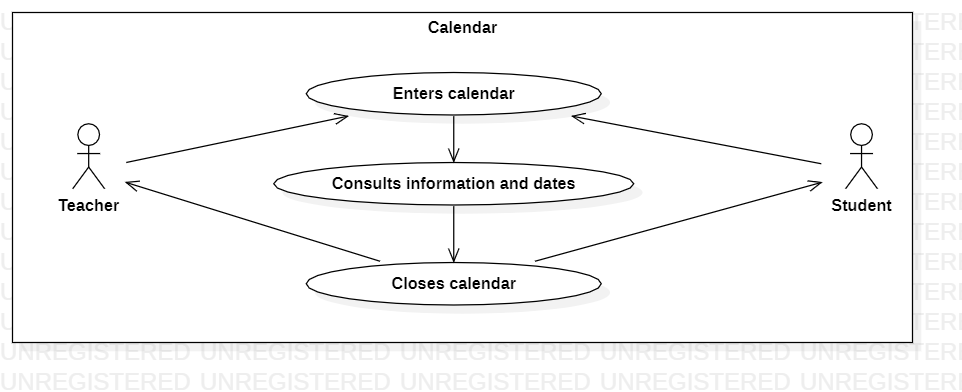 Calendar
Enters calendar
Consults information and dates
Teacher
Student
Closes calendar
UNREGISTERED UNREGISTERED UNREGISTERED UNREGISTERED UNREGISTERED
UNREGISTERED UNREGISTERED UNREGISTERED UNREGISTERED UNREGISTERED